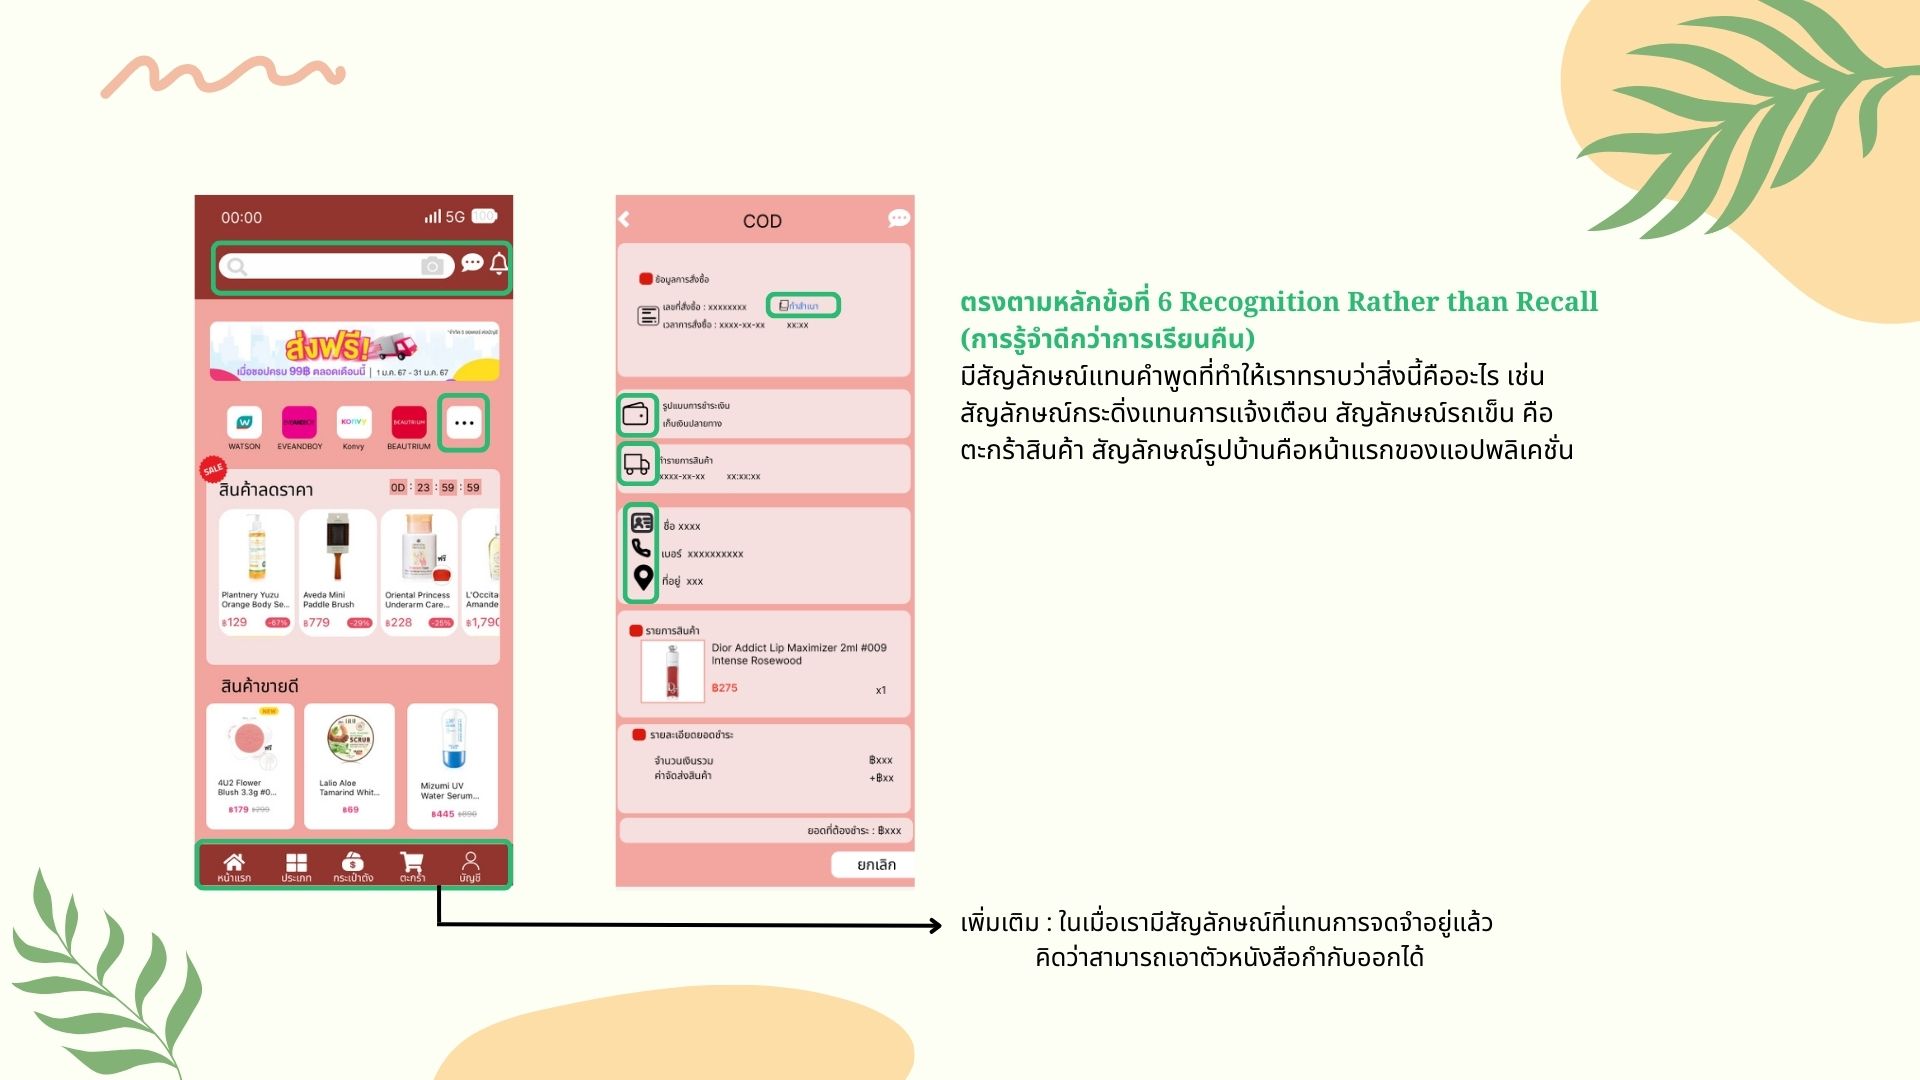 00:00
5G 100
ส่งฟรี!
เมื่อชอปครบ 99฿ ตลอดเดือนนี้ | 1 ม.ค. 67 - 31 ม.ค. 67
WATSON
EVEANDBOY
Konvy
BEAUTRIUM
SALE
สินค้าลดราคา
0D : 23 : 59 : 59
Plantnery Yuzu
Orange Body Se...
฿129 -67%
Aveda Mini
Paddle Brush
฿779 -29%
Oriental Princess
Underarm Care...
฿228 -25%
L'Occita
Amande
฿1,790
สินค้าขายดี
NEW
4U2 Flower
Blush 3.3g #0...
฿179 ฿299
Lalio Aloe
Tamarind Whit...
฿69
Mizumi UV
Water Serum...
฿445 ฿890
หน้าแรก
ประเภท
กระเป๋าตัง
ตะกร้า
บัญชี
COD
ข้อมูลการสั่งซื้อ
เลขที่สั่งซื้อ : xxxxxxxx
ทำสำเนา
เวลาการสั่งซื้อ : xxxx-xx-xx xx:xx
รูปแบบการชำระเงิน
เก็บเงินปลายทาง
ทำรายการสินค้า
xxxx-xx-xx xx:xx:xx
ชื่อ xxxx
เบอร์ xxxxxxxxxx
ที่อยู่ xxx
รายการสินค้า
Dior Addict Lip Maximizer 2ml #009
Intense Rosewood
฿275
x1
รายละเอียดยอดชำระ
จำนวนเงินรวม ฿xxx
ค่าจัดส่งสินค้า +฿xx
ยอดที่ต้องชำระ : ฿xxx
ยกเลิก
ตรงตามหลักข้อที่ 6 Recognition Rather than Recall
(การรู้จำดีกว่าการเรียนคืน)
มีสัญลักษณ์แทนคำพูดที่ทำให้เราทราบว่าสิ่งนี้คืออะไร เช่น
สัญลักษณ์กระดิ่งแทนการแจ้งเตือน สัญลักษณ์รถเข็น คือ
ตะกร้าสินค้า สัญลักษณ์รูปบ้านคือหน้าแรกของแอปพลิเคชั่น
เพิ่มเติม : ในเมื่อเรามีสัญลักษณ์ที่แทนการจดจำอยู่แล้ว
คิดว่าสามารถเอาตัวหนังสือกำกับออกได้